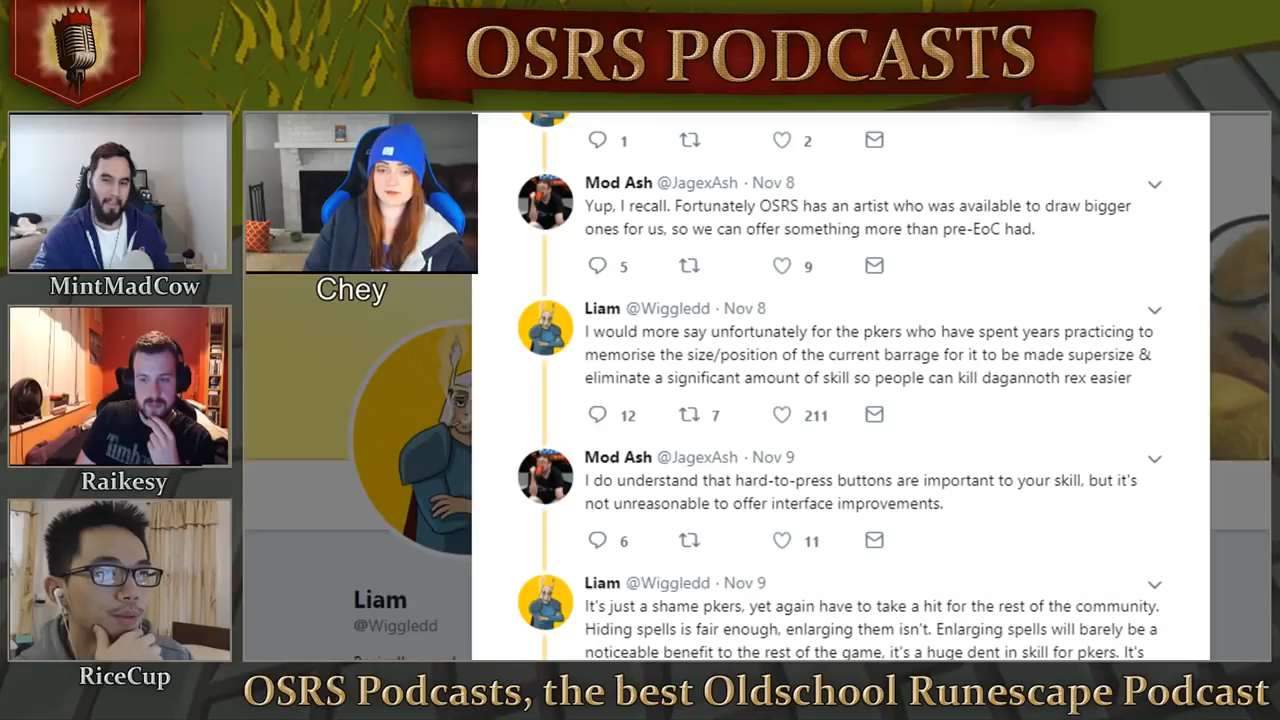 OSRS PODCASTS
MintMadCow
Chey
Raikesy
RiceCup
1
2
Mod Ash @JagexAsh · Nov 8
Yup, I recall. Fortunately OSRS has an artist who was available to draw bigger
ones for us, so we can offer something more than pre-EoC had.
5
9
Liam @Wiggledd · Nov 8
I would more say unfortunately for the pkers who have spent years practicing to
memorise the size/position of the current barrage for it to be made supersize &
eliminate a significant amount of skill so people can kill dagannoth rex easier
12
7
211
Mod Ash @JagexAsh · Nov 9
I do understand that hard-to-press buttons are important to your skill, but it's
not unreasonable to offer interface improvements.
6
11
Liam @Wiggledd · Nov 9
It's just a shame pkers, yet again have to take a hit for the rest of the community.
Hiding spells is fair enough, enlarging them isn't. Enlarging spells will barely be a
noticeable benefit to the rest of the game, it's a huge dent in skill for pkers. It's
Liam
@Wiggledd
OSRS Podcasts, the best Oldschool Runescape Podcast